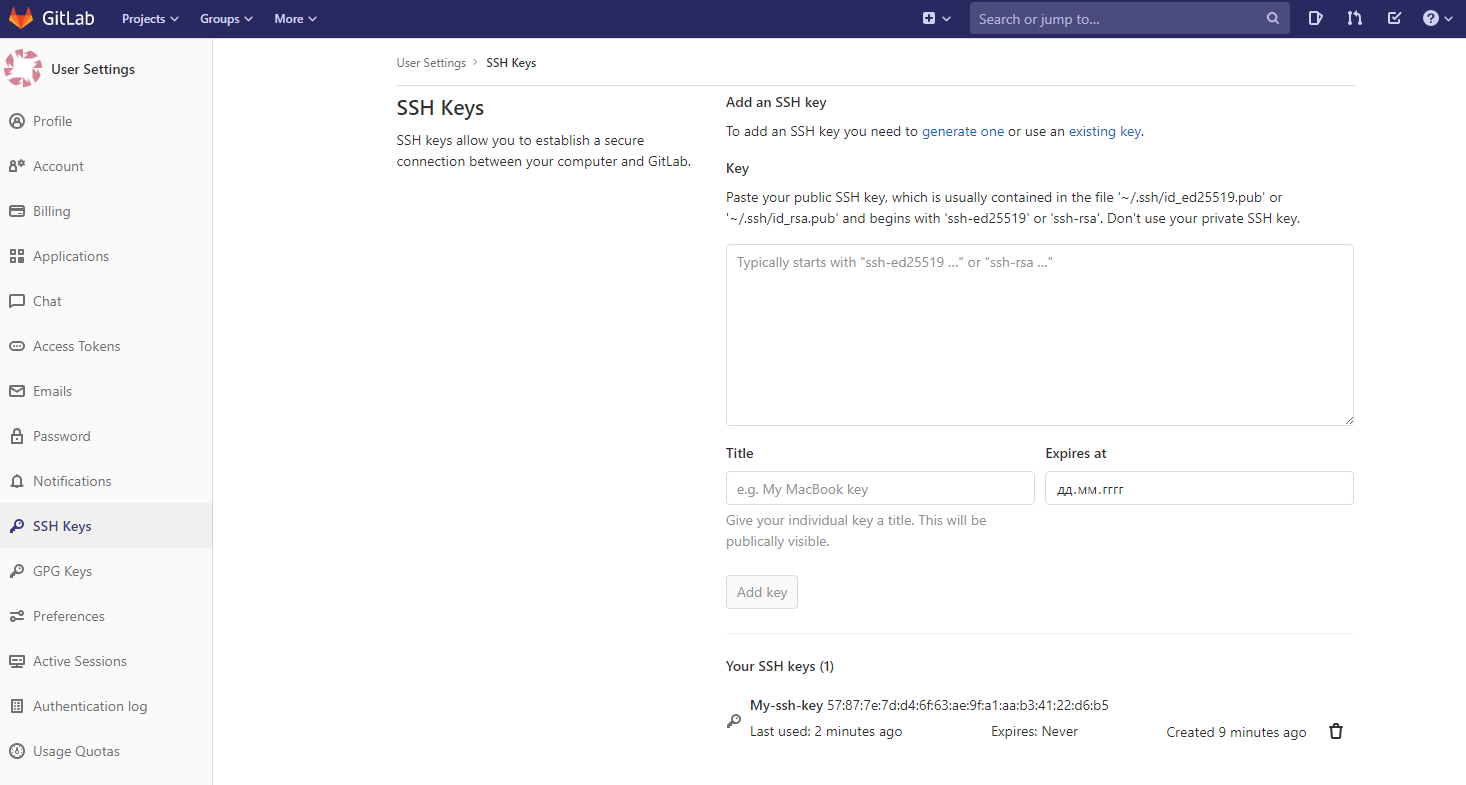 GitLab Projects Groups More Search or jump to...
User Settings
Profile
Account
Billing
Applications
Chat
Access Tokens
Emails
Password
Notifications
SSH Keys
GPG Keys
Preferences
Active Sessions
Authentication log
Usage Quotas
User Settings > SSH Keys
SSH Keys
SSH keys allow you to establish a secure
connection between your computer and GitLab.
Add an SSH key
To add an SSH key you need to generate one or use an existing key.
Key
Paste your public SSH key, which is usually contained in the file '~/.ssh/id_ed25519.pub' or
'~/.ssh/id_rsa.pub' and begins with 'ssh-ed25519' or 'ssh-rsa'. Don't use your private SSH key.
Typically starts with "ssh-ed25519 ..." or "ssh-rsa ..."
Title Expires at
e.g. My MacBook key дд.мм.гггг
Give your individual key a title. This will be
publically visible.
Add key
Your SSH keys (1)
My-ssh-key 57:87:7e:7d:d4:6f:63:ae:9f:a1:aa:b3:41:22:d6:b5
Last used: 2 minutes ago Expires: Never Created 9 minutes ago